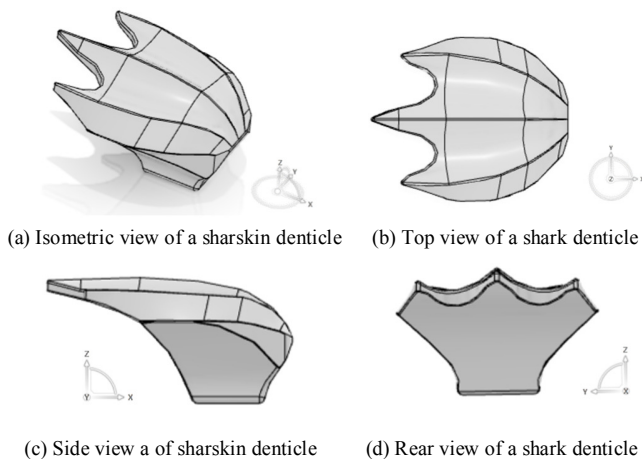 Z
Y
X
(a) Isometric view of a sharskin denticle
Y
Z
X
(b) Top view of a shark denticle
Z
Y
X
(c) Side view a of sharskin denticle
Z
Y
X
(d) Rear view of a shark denticle